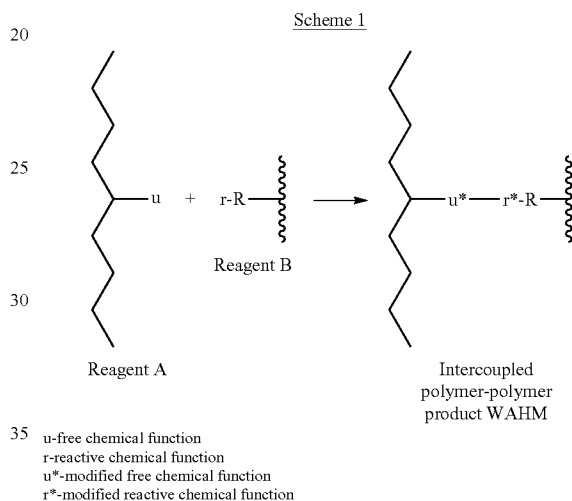 Scheme 1
20
25
u + r-R u* r*-R
Reagent B
30
Reagent A
Intercoupled
polymer-polymer
product WAHM
35
u-free chemical function
r-reactive chemical function
u*-modified free chemical function
r*-modified reactive chemical function